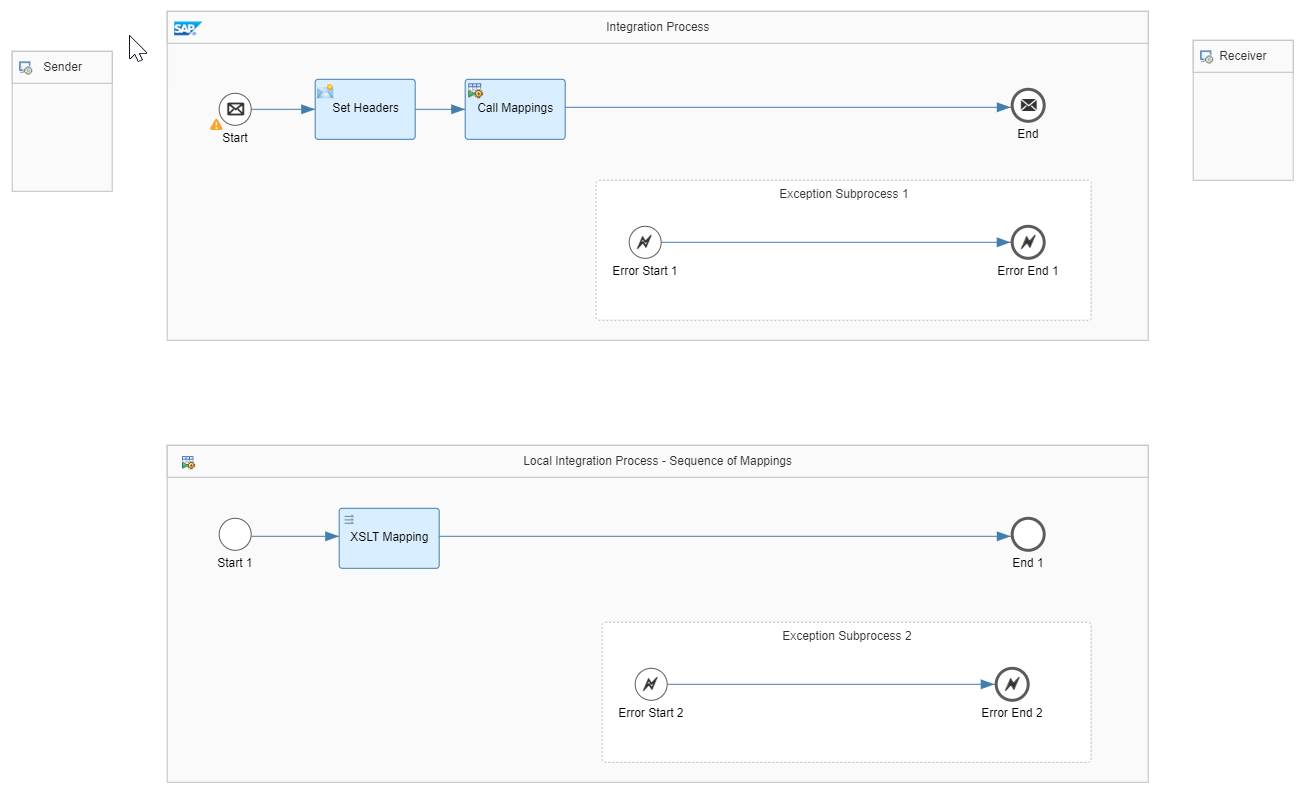 Integration Process
SAP
Sender
Receiver
Set Headers
Call Mappings
Start
End
Exception Subprocess 1
Error Start 1
Error End 1
Local Integration Process - Sequence of Mappings
XSLT Mapping
Start 1
End 1
Exception Subprocess 2
Error Start 2
Error End 2